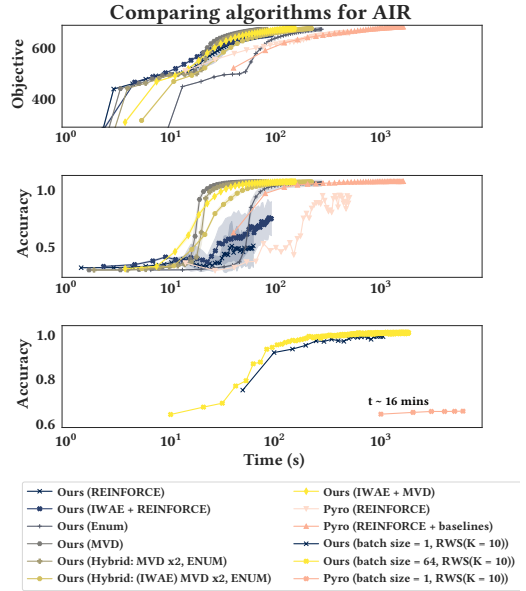 Comparing algorithms for AIR
Objective
600
400
10^0 10^1 10^2 10^3
Accuracy
1.0
0.5
10^0 10^1 10^2 10^3
Accuracy
1.0
0.8
0.6
t ~ 16 mins
10^0 10^1 10^2 10^3
Time (s)
Ours (REINFORCE)
Ours (IWAE + REINFORCE)
Ours (Enum)
Ours (MVD)
Ours (Hybrid: MVD x2, ENUM)
Ours (Hybrid: (IWAE) MVD x2, ENUM)
Ours (IWAE + MVD)
Pyro (REINFORCE)
Pyro (REINFORCE + baselines)
Ours (batch size = 1, RWS(K = 10))
Ours (batch size = 64, RWS(K = 10))
Pyro (batch size = 1, RWS(K = 10))